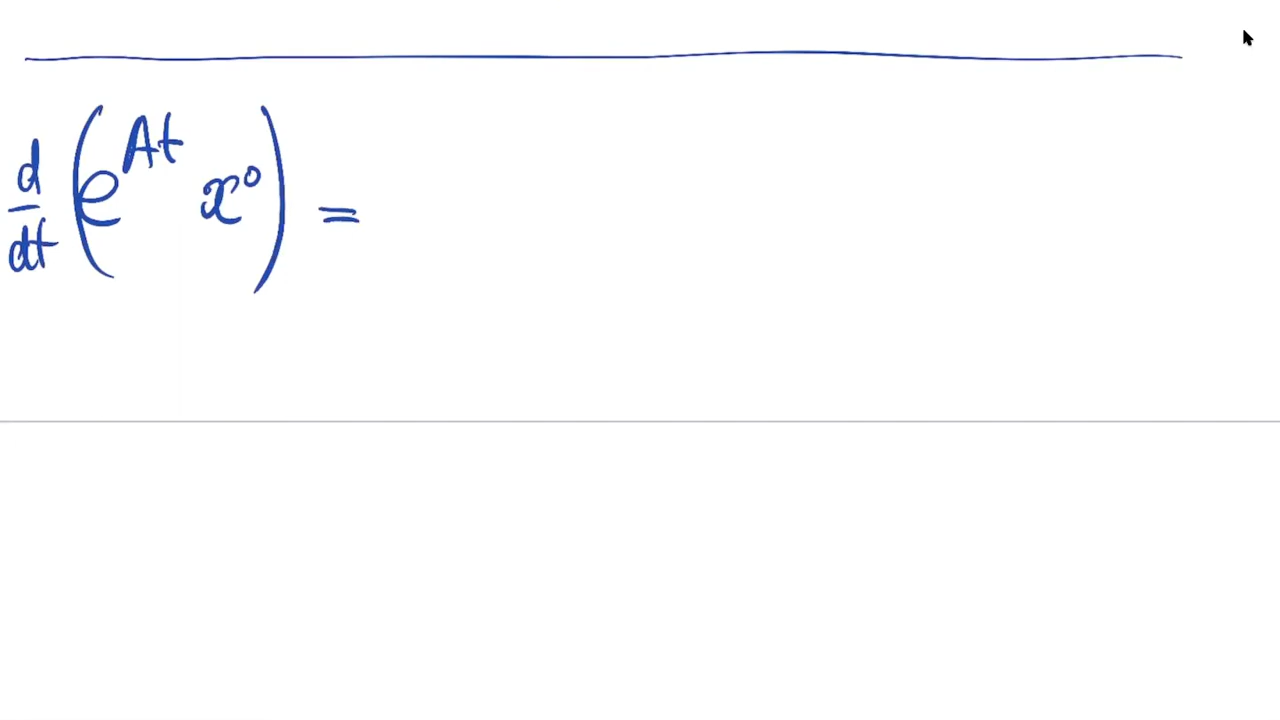 d/dt (e^{At} x^0) =